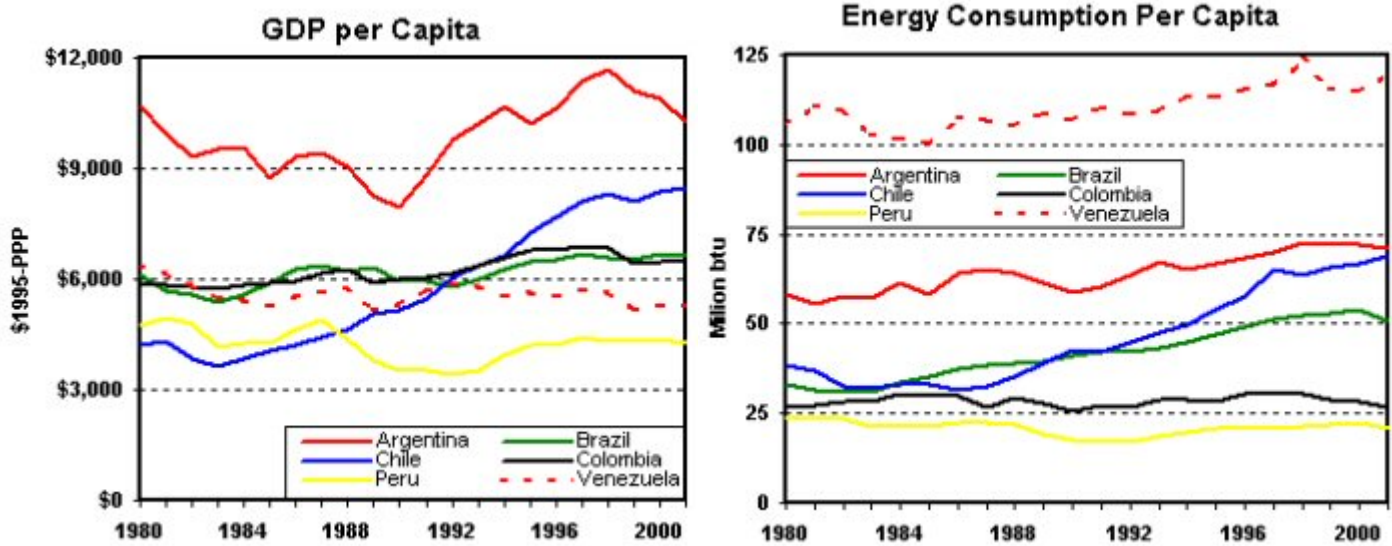 GDP per Capita
$12,000
$9,000
$6,000
$3,000
$0
$1995-PPP
Argentina Brazil
Chile Colombia
Peru Venezuela
1980 1984 1988 1992 1996 2000
Energy Consumption Per Capita
125
100
75
50
25
0
Milion btu
Argentina Brazil
Chile Colombia
Peru Venezuela
1980 1984 1988 1992 1996 2000